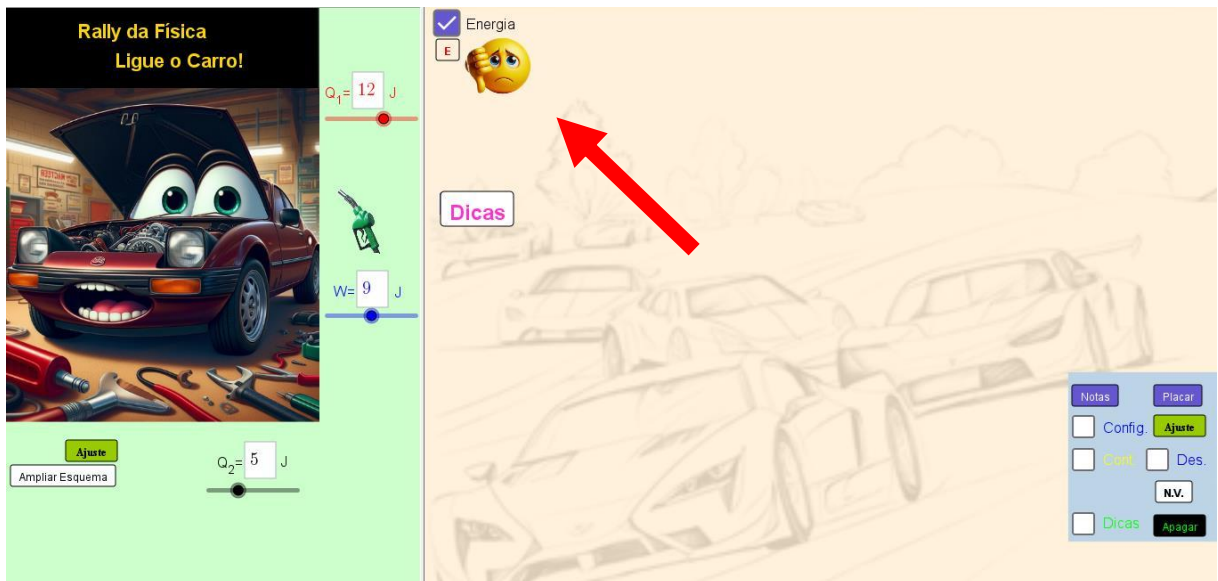 Rally da Física
Ligue o Carro!
Q1= 12 J
W= 9 J
Ajuste
Ampliar Esquema
Q2= 5 J
Energia
E
Dicas
Notas
Placar
Config.
Ajuste
Cont.
Des.
N.V.
Dicas
Apagar